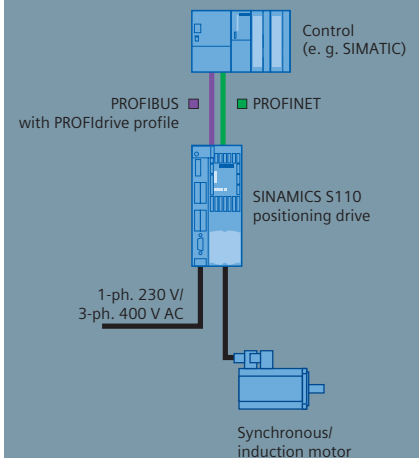 Control
(e. g. SIMATIC)
PROFIBUS
with PROFIdrive profile
PROFINET
SINAMICS S110
positioning drive
1-ph. 230 V/
3-ph. 400 V AC
Synchronous/
induction motor